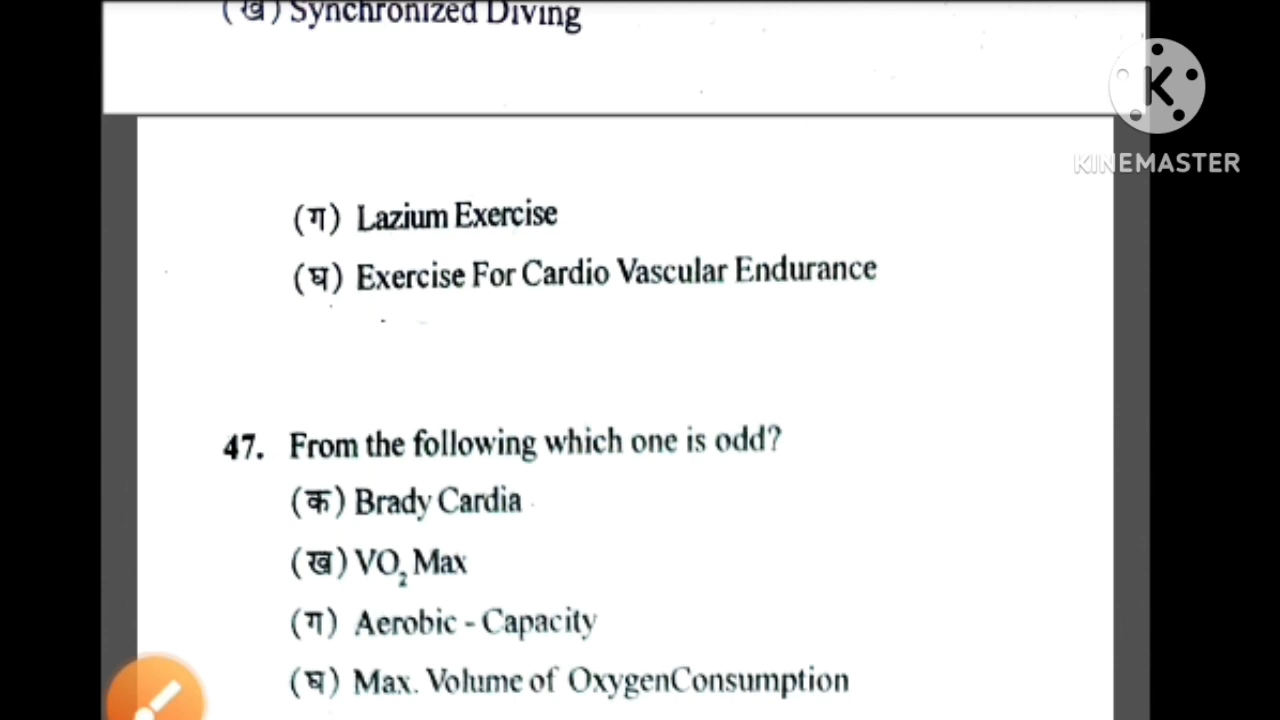 (ख) Synchronized Diving
K
KINEMASTER
(ग) Lazium Exercise
(घ) Exercise For Cardio Vascular Endurance
47. From the following which one is odd?
(क) Brady Cardia
(ख) VO₂ Max
(ग) Aerobic - Capacity
(घ) Max. Volume of OxygenConsumption